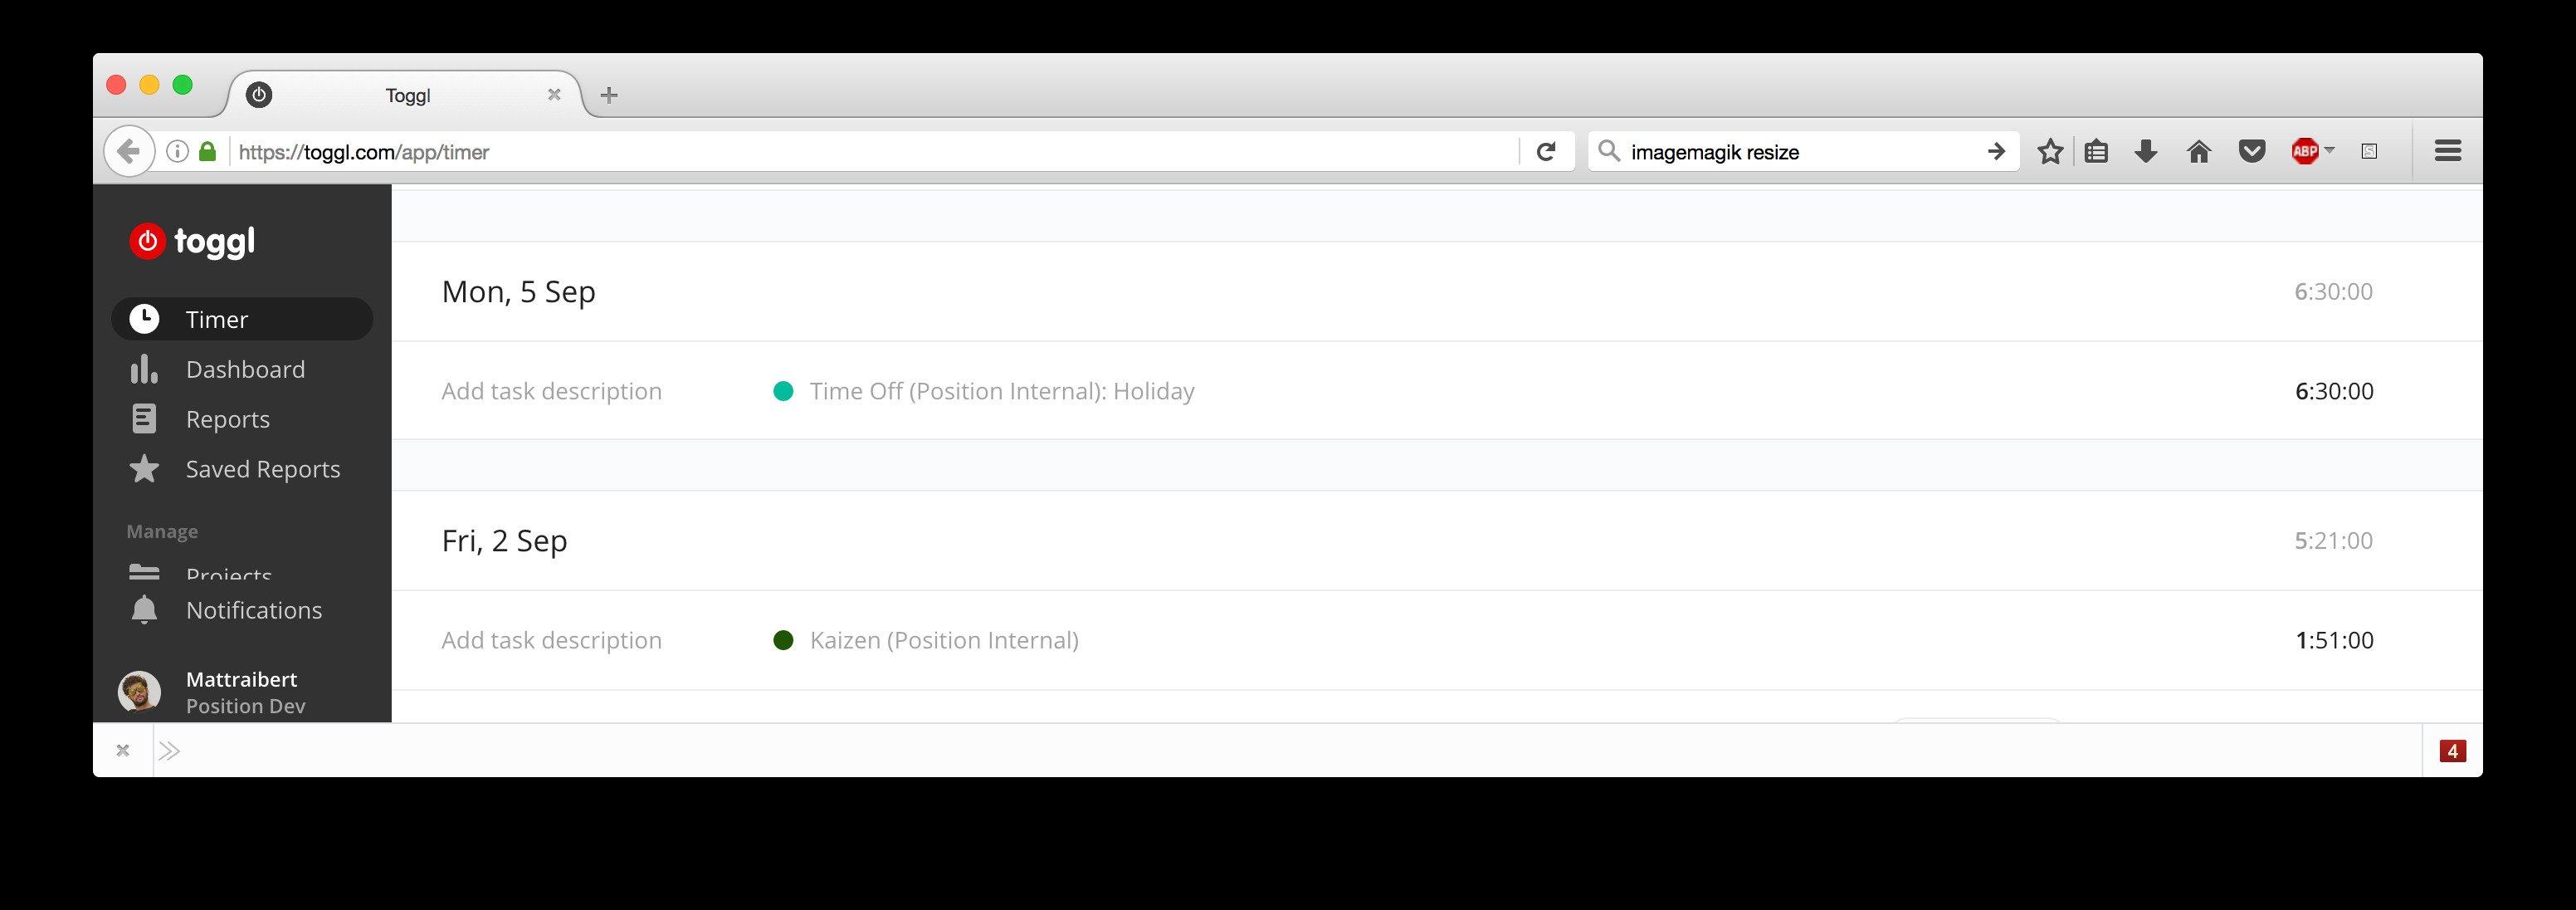 Toggl
https://toggl.com/app/timer
imagemagik resize
ABP
S
toggl
Timer
Dashboard
Reports
Saved Reports
Manage
Projects
Notifications
Mattraibert
Position Dev
Mon, 5 Sep 6:30:00
Add task description Time Off (Position Internal): Holiday 6:30:00
Fri, 2 Sep 5:21:00
Add task description Kaizen (Position Internal) 1:51:00
4